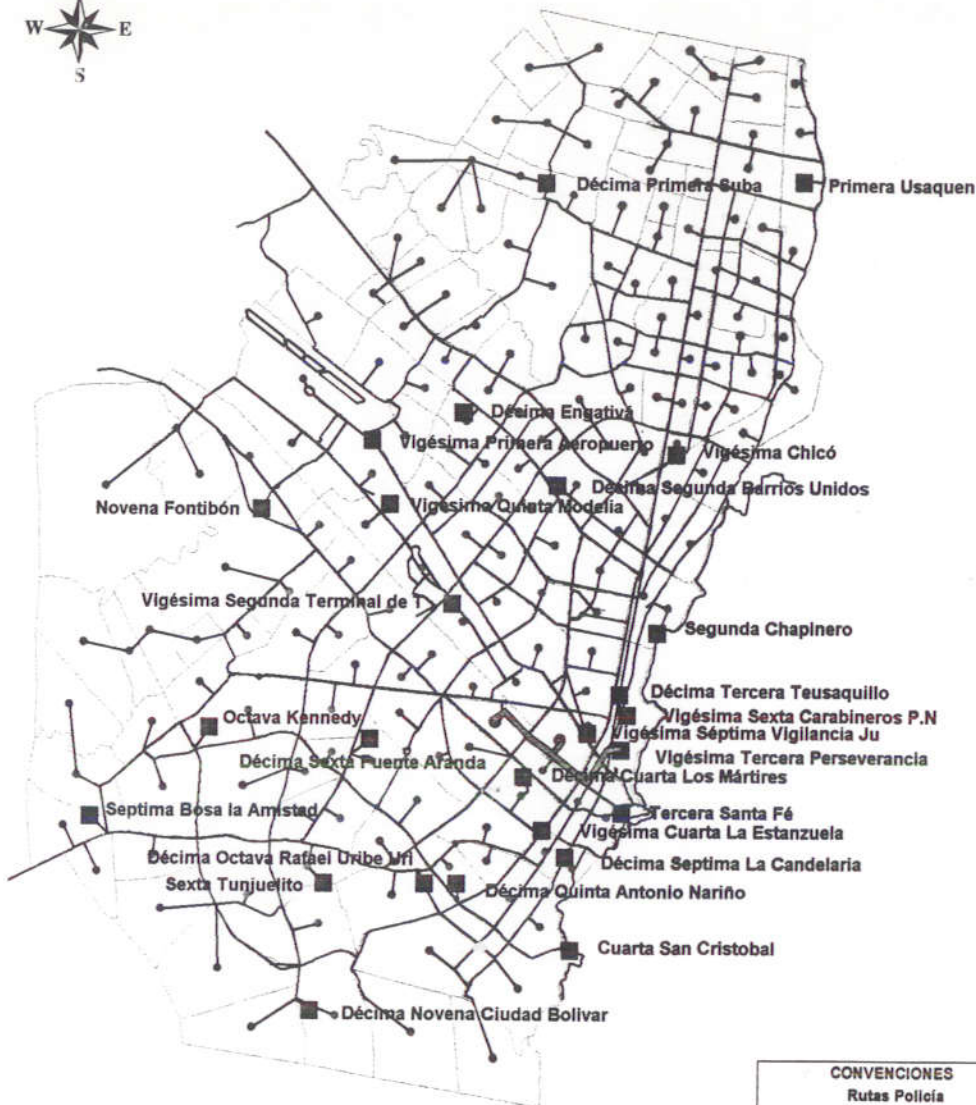 W E
S
Décima Primera Suba
Primera Usaquen
Décima Engativá
Vigésima Primera Aeropuerto
Vigésima Chicó
Décima Segunda Barrios Unidos
Novena Fontibón
Vigésima Quinta Modelia
Vigésima Segunda Terminal de T
Segunda Chapinero
Décima Tercera Teusaquillo
Octava Kennedy
Vigésima Sexta Carabineros P.N
Vigésima Séptima Vigilancia Ju
Vigésima Tercera Perseverancia
Décima Sexta Puente Aranda
Décima Cuarta Los Mártires
Septima Bosa la Amistad
Tercera Santa Fé
Vigésima Cuarta La Estanzuela
Décima Octava Rafael Uribe Uri
Décima Septima La Candelaria
Sexta Tunjuelito
Décima Quinta Antonio Nariño
Cuarta San Cristobal
Décima Novena Ciudad Bolivar
CONVENCIONES
Rutas Policía